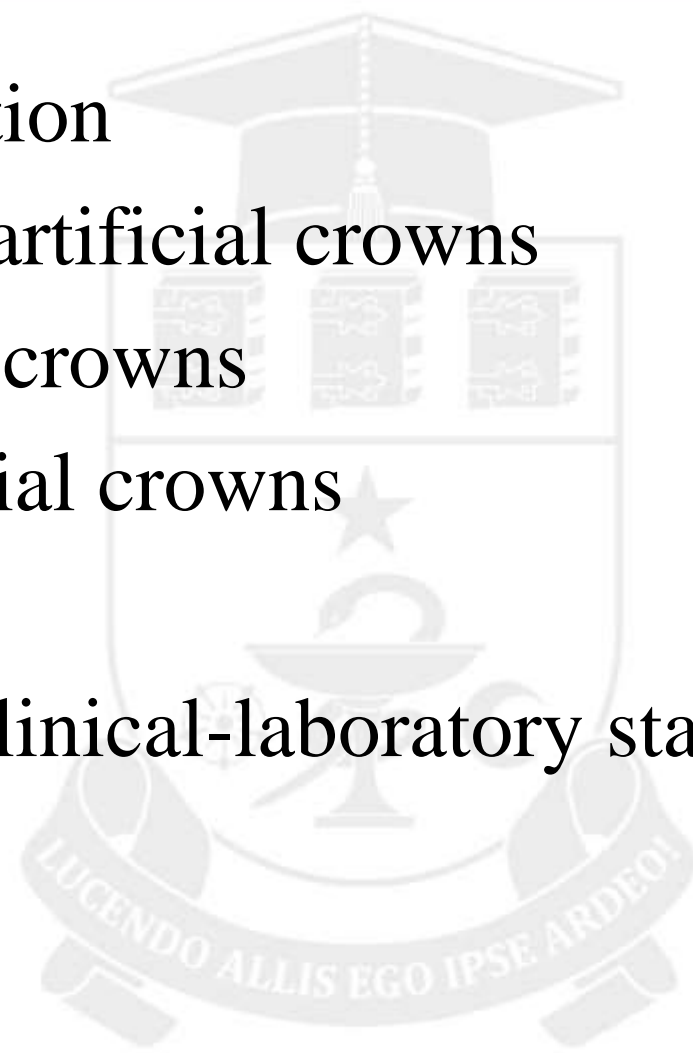 tion
artificial crowns
crowns
ial crowns
linical-laboratory sta
LUCENDO ALLIS EGO IPSE ARDEO!